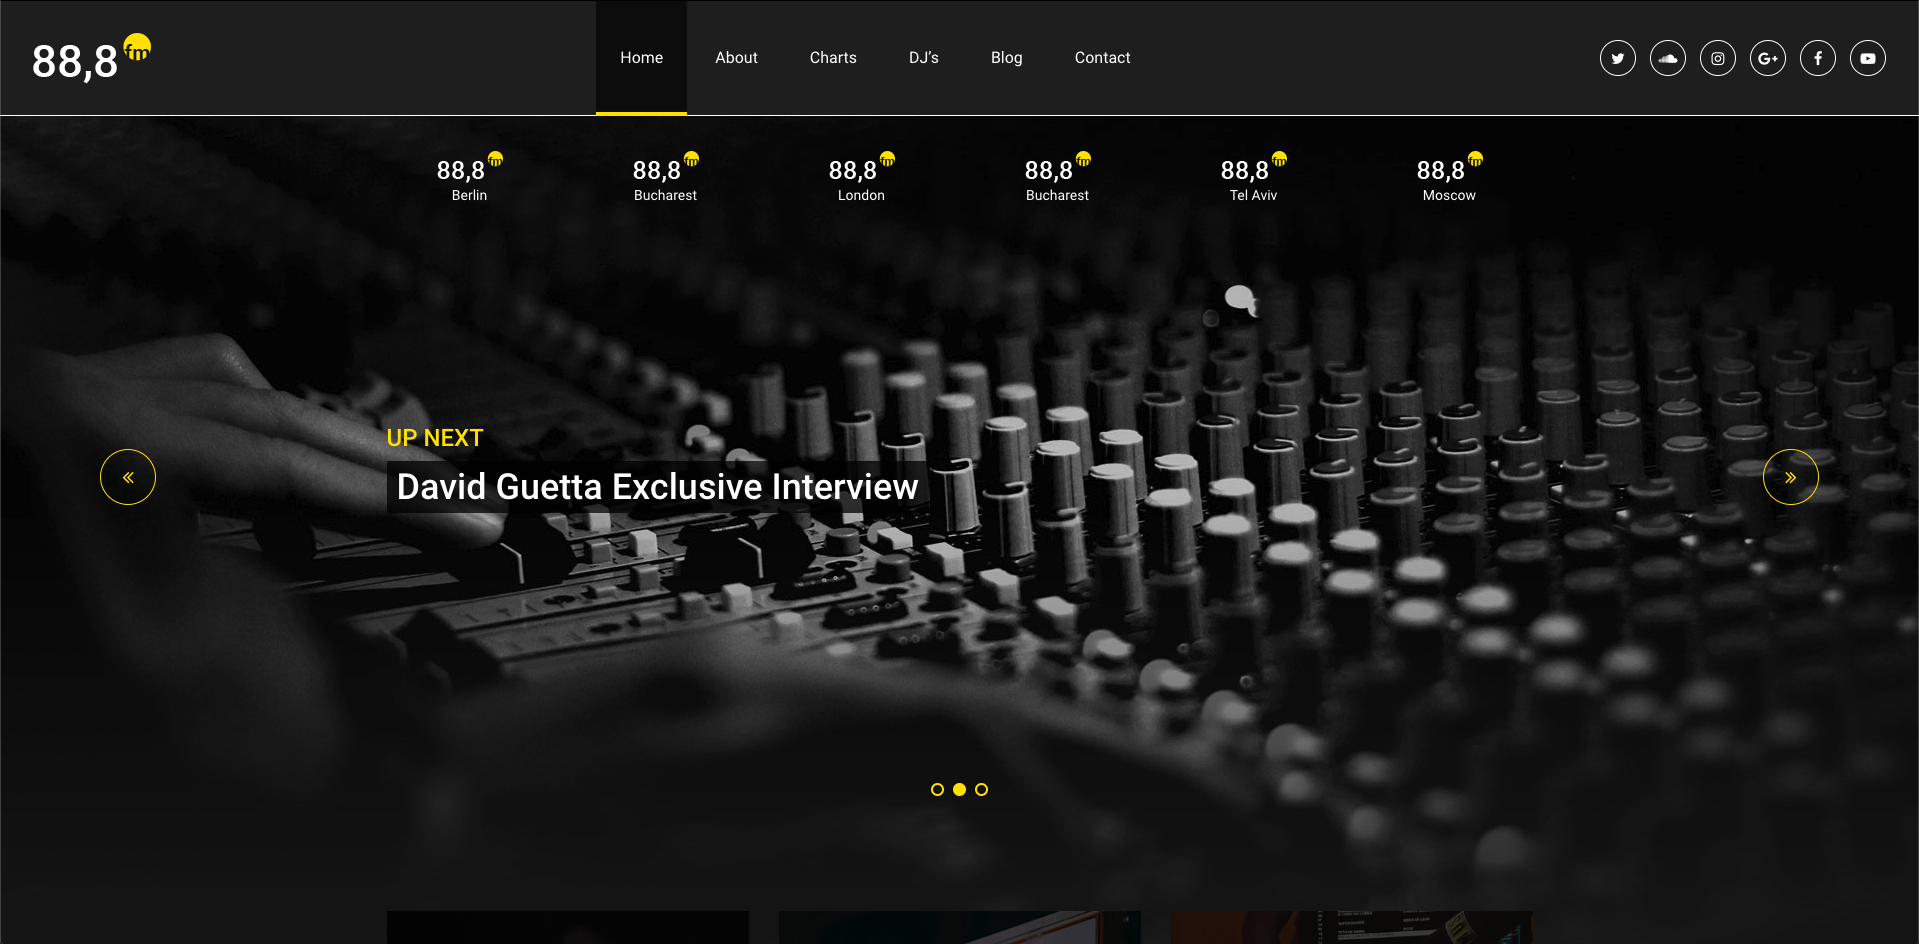 88,8 fm
Home About Charts DJ's Blog Contact
88,8 fm 88,8 fm 88,8 fm 88,8 fm 88,8 fm 88,8 fm
Berlin Bucharest London Bucharest Tel Aviv Moscow
UP NEXT
David Guetta Exclusive Interview